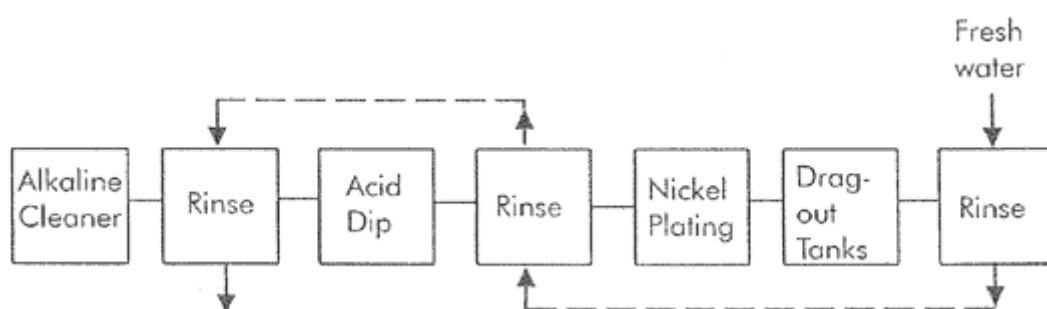 Fresh
water
Alkaline
Cleaner
Rinse
Acid
Dip
Rinse
Nickel
Plating
Drag-
out
Tanks
Rinse